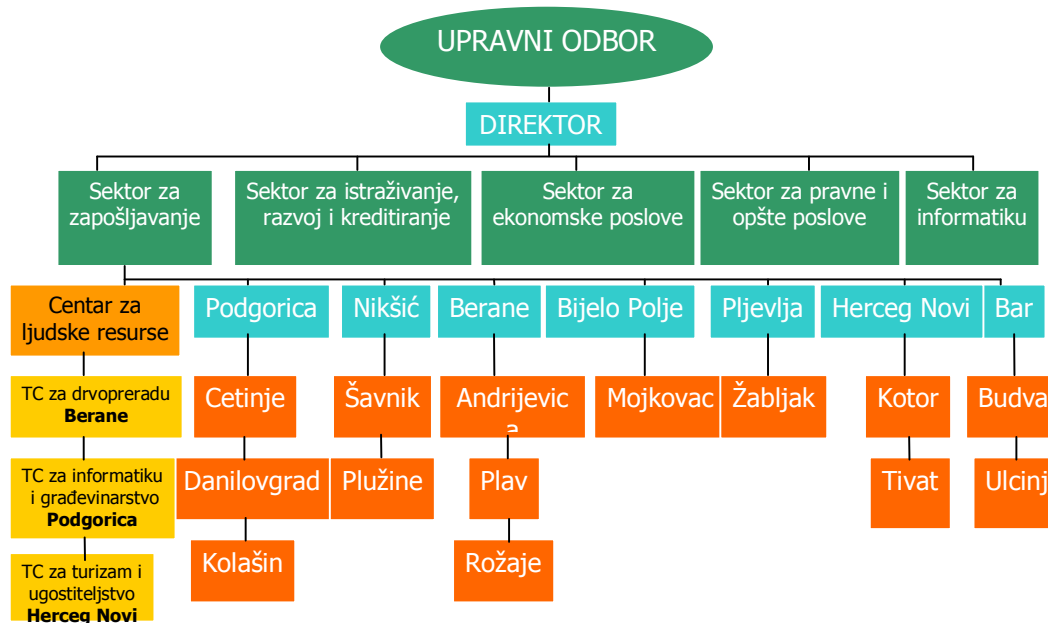 UPRAVNI ODBOR
DIREKTOR
Sektor za
zapošljavanje
Sektor za istraživanje,
razvoj i kreditiranje
Sektor za
ekonomske poslove
Sektor za pravne i
opšte poslove
Sektor za
informatiku
Centar za
ljudske resurse
Podgorica
Nikšić
Berane
Bijelo Polje
Pljevlja
Herceg Novi
Bar
TC za drvopreradu
Berane
Cetinje
Šavnik
Andrijevic
a
Mojkovac
Žabljak
Kotor
Budva
TC za informatiku
i građevinarstvo
Podgorica
Danilovgrad
Plužine
Plav
Tivat
Ulcinj
Kolašin
Rožaje
TC za turizam i
ugostiteljstvo
Herceg Novi